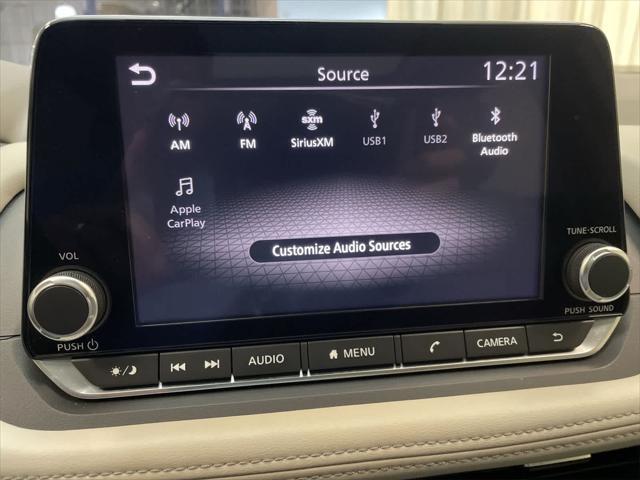 Source
12:21
AM
FM
sxm
SiriusXM
USB1
USB2
Bluetooth
Audio
Apple
CarPlay
Customize Audio Sources
VOL
PUSH
TUNE·SCROLL
PUSH SOUND
AUDIO
MENU
CAMERA